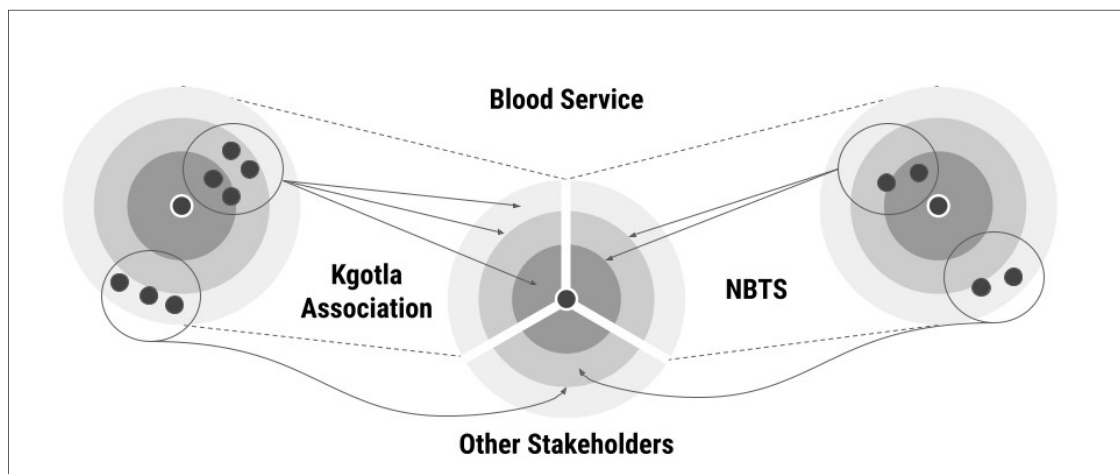 Blood Service
Kgotla
Association
NBTS
Other Stakeholders